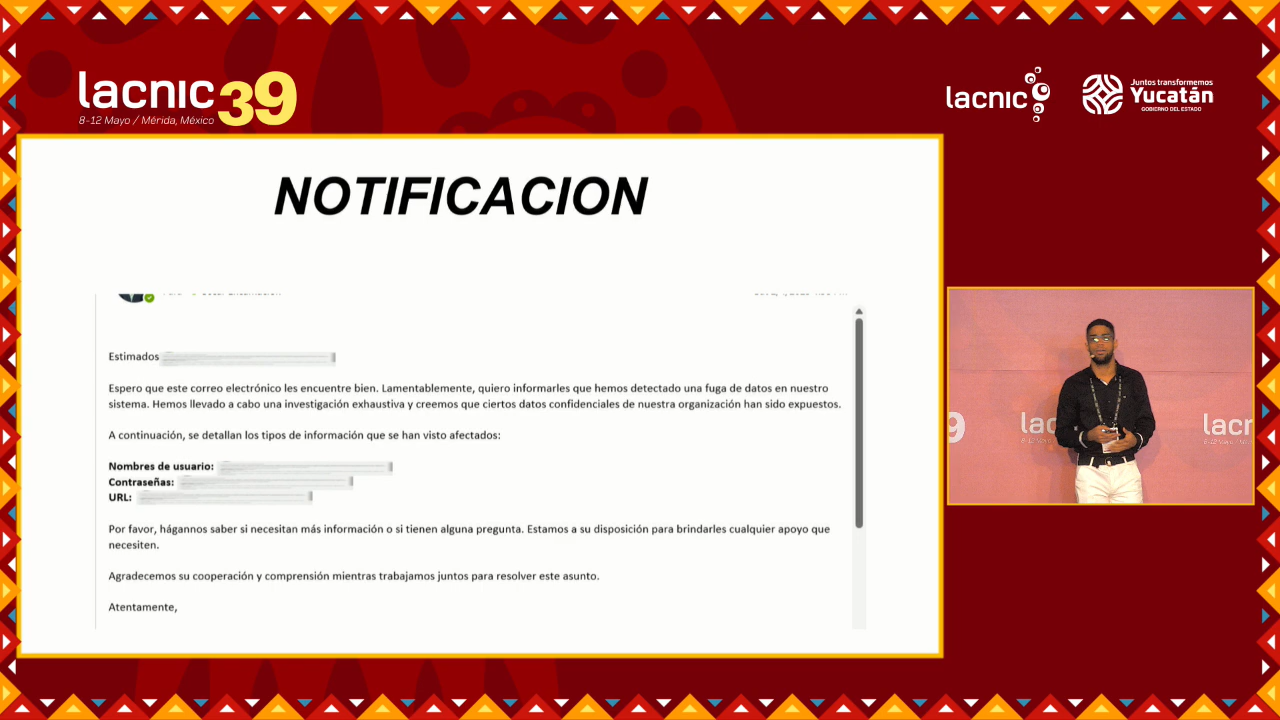 lacnic39
8-12 Mayo / Mérida, México
lacnic
Juntos transformemos
Yucatán
GOBIERNO DEL ESTADO
NOTIFICACION
Estimados
Espero que este correo electrónico les encuentre bien. Lamentablemente, quiero informarles que hemos detectado una fuga de datos en nuestro
sistema. Hemos llevado a cabo una investigación exhaustiva y creemos que ciertos datos confidenciales de nuestra organización han sido expuestos.
A continuación, se detallan los tipos de información que se han visto afectados:
Nombres de usuario:
Contraseñas:
URL:
Por favor, hágannos saber si necesitan más información o si tienen alguna pregunta. Estamos a su disposición para brindarles cualquier apoyo que
necesiten.
Agradecemos su cooperación y comprensión mientras trabajamos juntos para resolver este asunto.
Atentamente,
9
lac
lacr